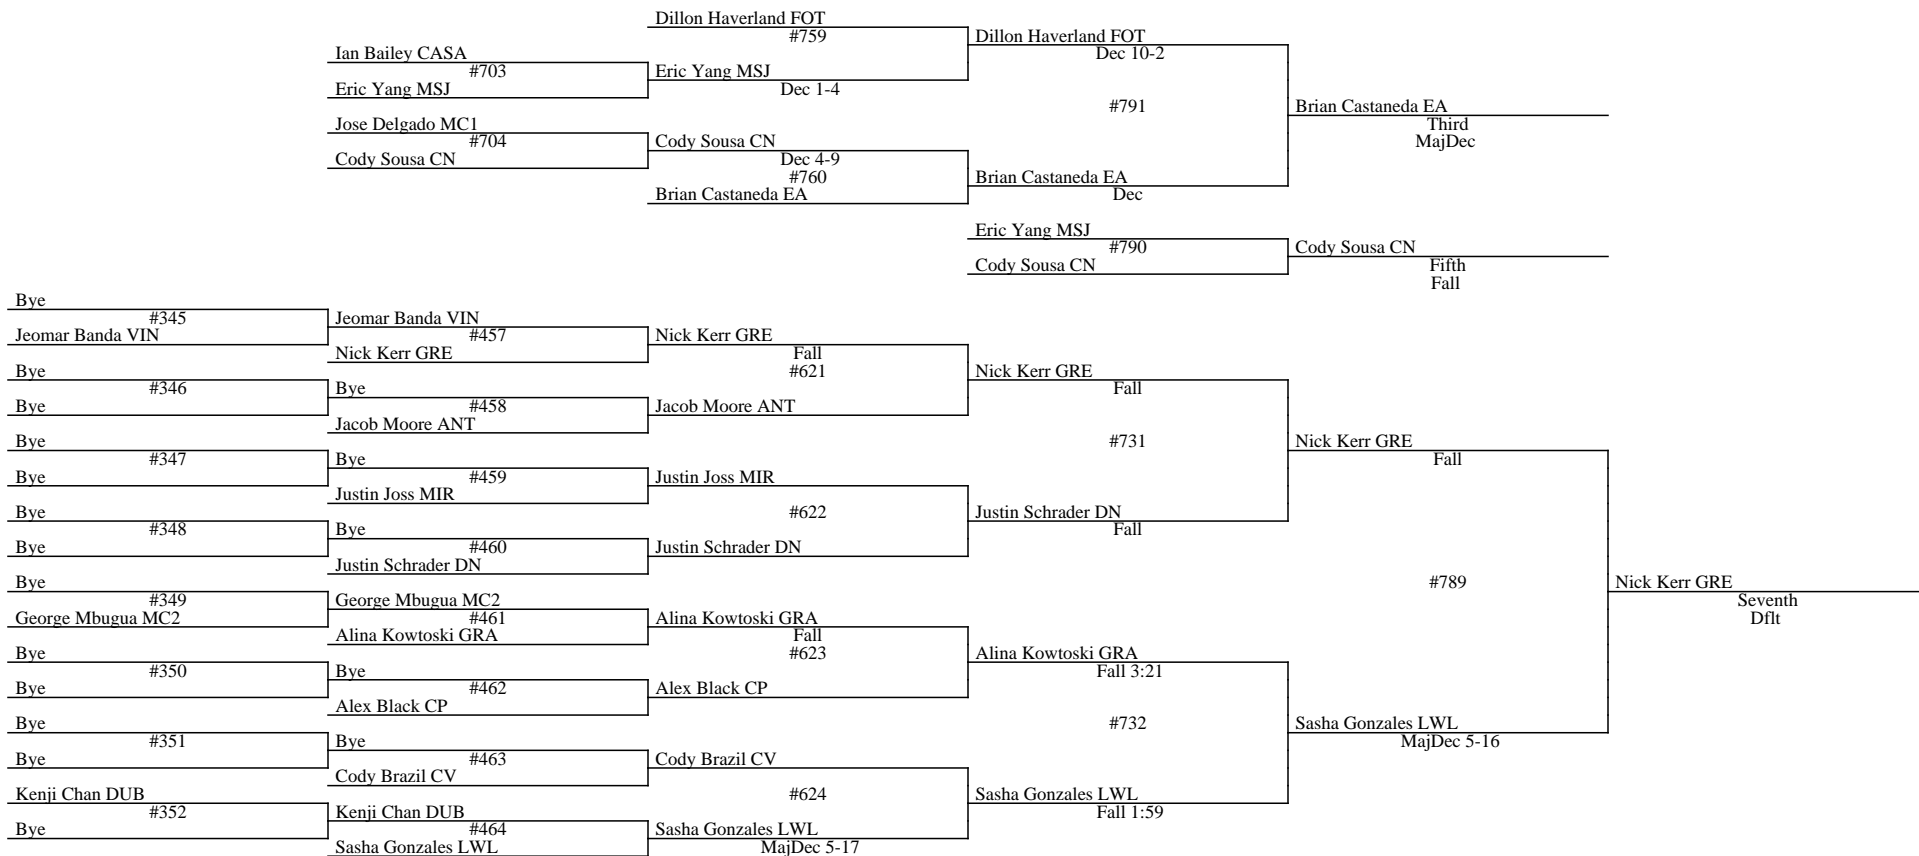 Dillon Haverland FOT
#759
Dillon Haverland FOT
Dec 10-2
Ian Bailey CASA
#703
Eric Yang MSJ
Eric Yang MSJ
Dec 1-4
#791
Brian Castaneda EA
Third
MajDec
Jose Delgado MC1
#704
Cody Sousa CN
Cody Sousa CN
Dec 4-9
#760
Brian Castaneda EA
Brian Castaneda EA
Dec
Eric Yang MSJ
#790
Cody Sousa CN
Cody Sousa CN
Fifth
Fall
Bye
#345
Jeomar Banda VIN
Jeomar Banda VIN
#457
Nick Kerr GRE
Nick Kerr GRE
Fall
#621
Bye
#346
Bye
Bye
#458
Jacob Moore ANT
Jacob Moore ANT
Nick Kerr GRE
Fall
#731
Bye
#347
Bye
Bye
#459
Justin Joss MIR
Justin Joss MIR
#622
Bye
#348
Bye
Bye
#460
Justin Schrader DN
Justin Schrader DN
Justin Schrader DN
Fall
Nick Kerr GRE
Fall
#789
Nick Kerr GRE
Seventh
Dflt
Bye
#349
George Mbugua MC2
George Mbugua MC2
#461
Alina Kowtoski GRA
Alina Kowtoski GRA
Fall
#623
Bye
#350
Bye
Bye
#462
Alex Black CP
Alex Black CP
Alina Kowtoski GRA
Fall 3:21
#732
Bye
#351
Bye
Bye
#463
Cody Brazil CV
Cody Brazil CV
#624
Kenji Chan DUB
#352
Bye
Kenji Chan DUB
#464
Sasha Gonzales LWL
Sasha Gonzales LWL
MajDec 5-17
Sasha Gonzales LWL
Fall 1:59
Sasha Gonzales LWL
MajDec 5-16